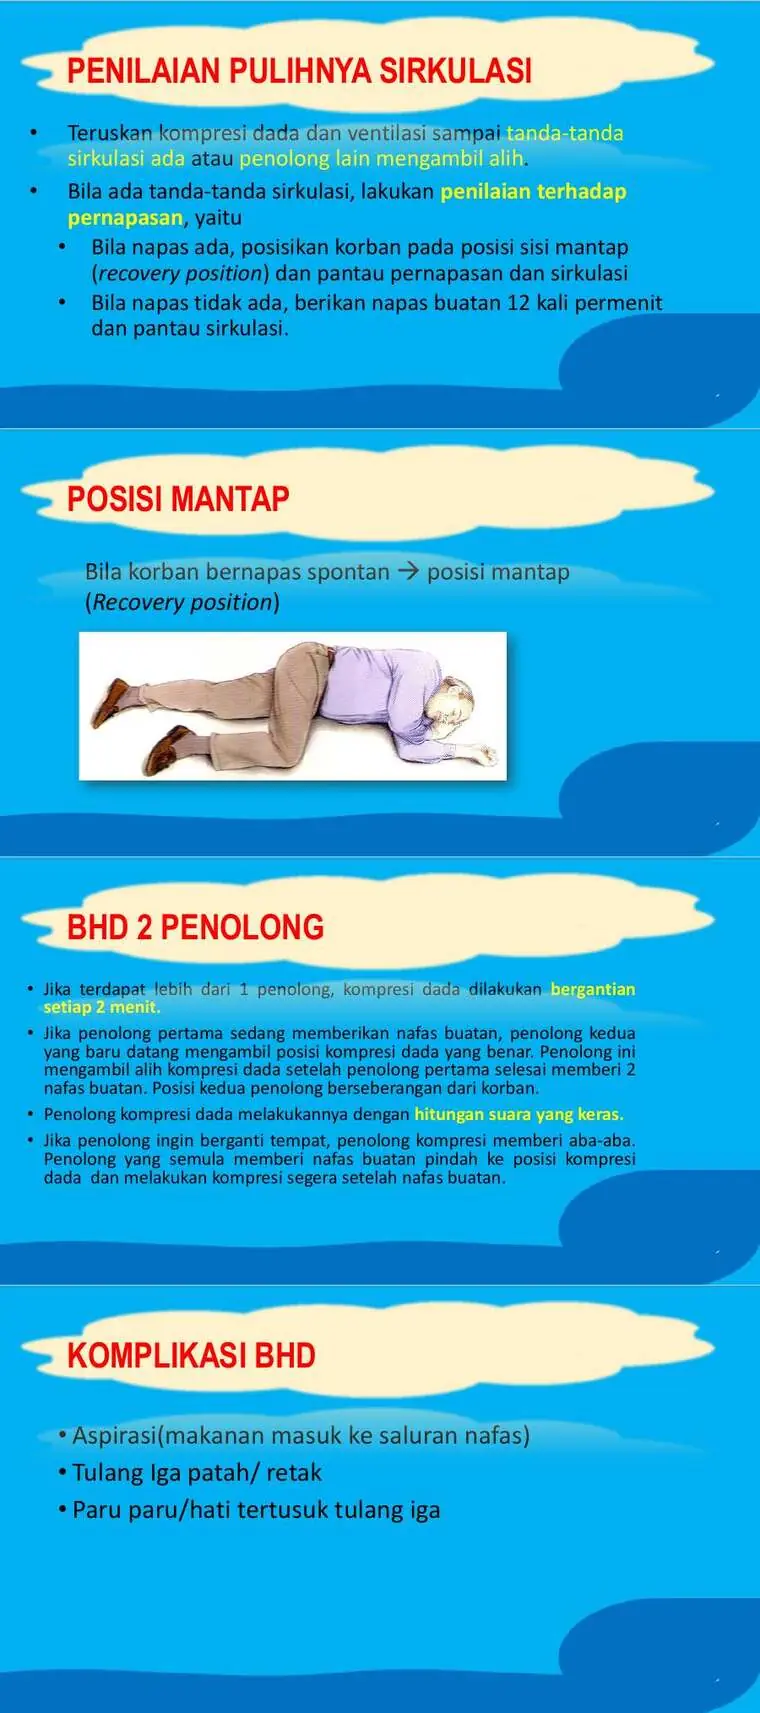 PENILAIAN PULIHNYA SIRKULASI
• Teruskan kompresi dada dan ventilasi sampai tanda-tanda
sirkulasi ada atau penolong lain mengambil alih.
• Bila ada tanda-tanda sirkulasi, lakukan penilaian terhadap
pernapasan, yaitu
• Bila napas ada, posisikan korban pada posisi sisi mantap
(recovery position) dan pantau pernapasan dan sirkulasi
• Bila napas tidak ada, berikan napas buatan 12 kali permenit
dan pantau sirkulasi.
POSISI MANTAP
Bila korban bernapas spontan → posisi mantap
(Recovery position)
BHD 2 PENOLONG
• Jika terdapat lebih dari 1 penolong, kompresi dada dilakukan bergantian
setiap 2 menit.
• Jika penolong pertama sedang memberikan nafas buatan, penolong kedua
yang baru datang mengambil posisi kompresi dada yang benar. Penolong ini
mengambil alih kompresi dada setelah penolong pertama selesai memberi 2
nafas buatan. Posisi kedua penolong berseberangan dari korban.
• Penolong kompresi dada melakukannya dengan hitungan suara yang keras.
• Jika penolong ingin berganti tempat, penolong kompresi memberi aba-aba.
Penolong yang semula memberi nafas buatan pindah ke posisi kompresi
dada dan melakukan kompresi segera setelah nafas buatan.
KOMPLIKASI BHD
• Aspirasi(makanan masuk ke saluran nafas)
• Tulang Iga patah/ retak
• Paru paru/hati tertusuk tulang iga